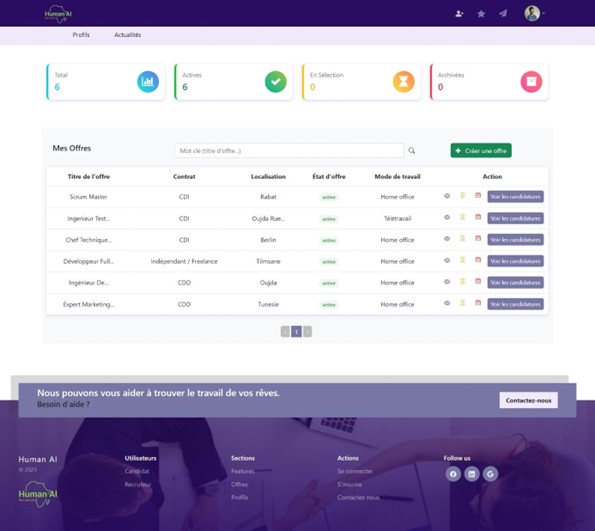 Human AI
Profils
Actualités
Total
6
Actives
6
En Sélection
0
Archivées
0
Mes Offres
Mot clé (titre d'offre..)
Créer une offre
Titre de l'offre Contrat Localisation État d'offre Mode de travail Action
Scrum Master CDI Rabat active Home office Voir les candidatures
Ingenieur Test... CDI Oujda Rue... active Télétravail Voir les candidatures
Chef Technique... CDI Berlin active Home office Voir les candidatures
Développeur Full... Indépendant / Freelance Tlimsane active Home office Voir les candidatures
Ingénieur De... CDD Oujda active Home office Voir les candidatures
Expert Marketing... CDD Tunesie active Home office Voir les candidatures
‹ 1 ›
Nous pouvons vous aider à trouver le travail de vos rêves.
Besoin d'aide ?
Contactez-nous
Human AI
© 2023
Human AI
Utilisateurs
Candidat
Recruteur
Sections
Features
Offres
Profils
Actions
Se connecter
S'inscrire
Contactez nous
Follow us